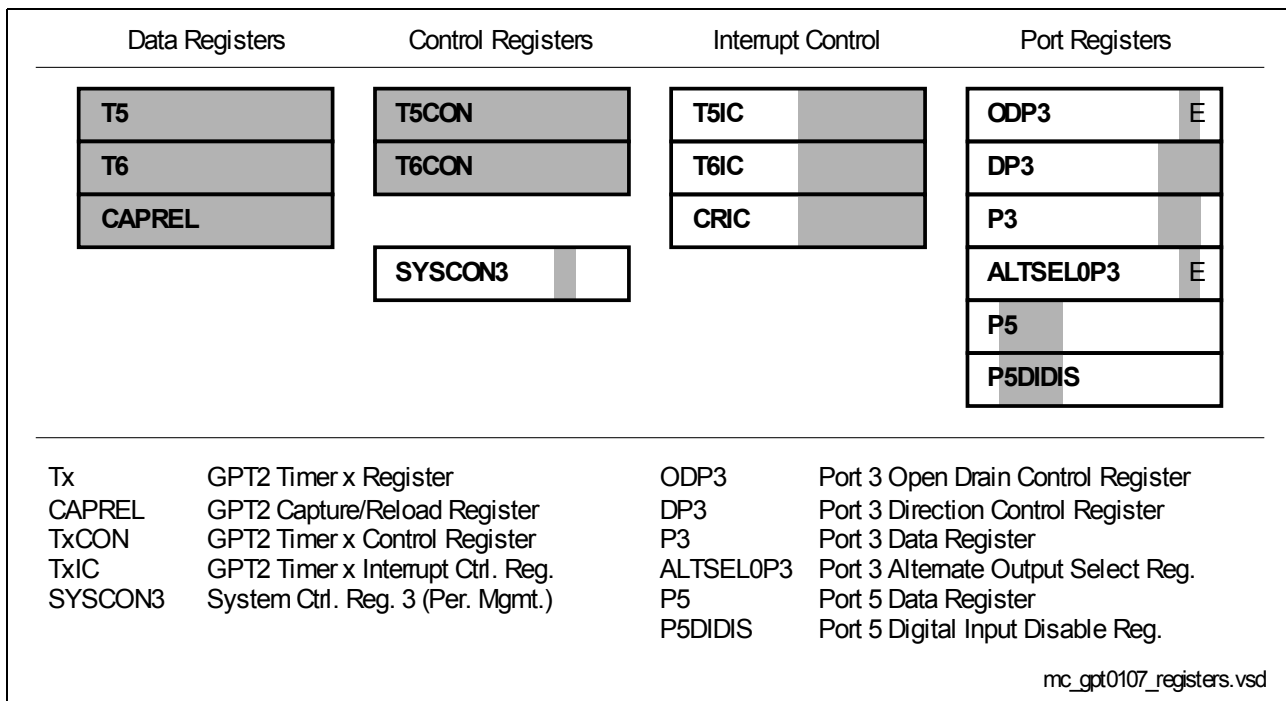 Data Registers Control Registers Interrupt Control Port Registers
T5 T5CON T5IC ODP3 E
T6 T6CON T6IC DP3
CAPREL CRIC P3
SYSCON3 ALTSEL0P3 E
P5
P5DIDIS
Tx GPT2 Timer x Register ODP3 Port 3 Open Drain Control Register
CAPREL GPT2 Capture/Reload Register DP3 Port 3 Direction Control Register
TxCON GPT2 Timer x Control Register P3 Port 3 Data Register
TxIC GPT2 Timer x Interrupt Ctrl. Reg. ALTSEL0P3 Port 3 Alternate Output Select Reg.
SYSCON3 System Ctrl. Reg. 3 (Per. Mgmt.) P5 Port 5 Data Register
P5DIDIS Port 5 Digital Input Disable Reg.
mc_gpt0107_registers.vsd